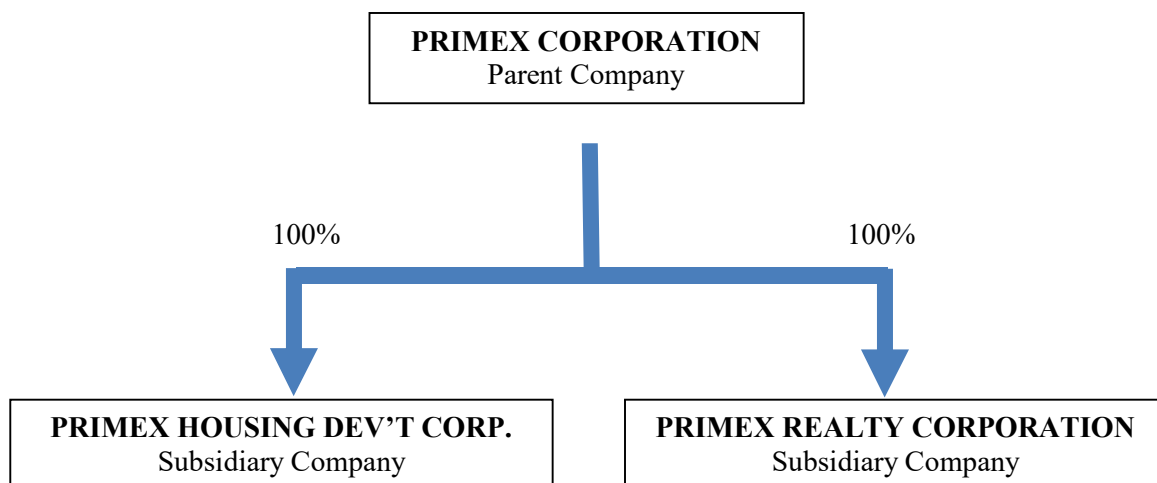 PRIMEX CORPORATION
Parent Company
100%
100%
PRIMEX HOUSING DEV’T CORP.
Subsidiary Company
PRIMEX REALTY CORPORATION
Subsidiary Company